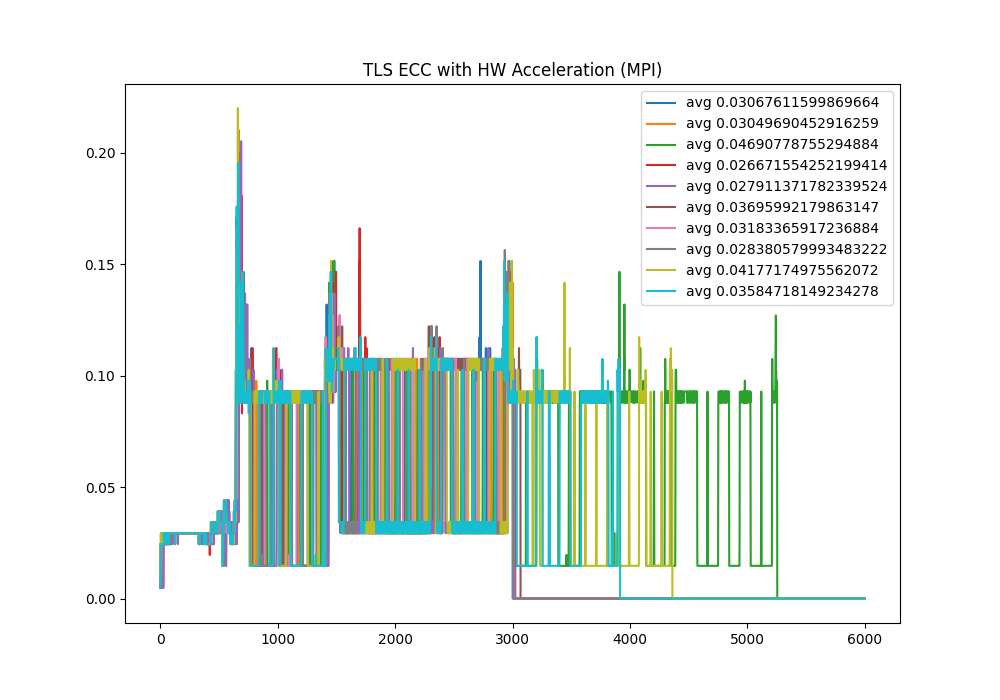 TLS ECC with HW Acceleration (MPI)
avg 0.03067611599869664
avg 0.03049690452916259
avg 0.04690778755294884
avg 0.026671554252199414
avg 0.027911371782339524
avg 0.03695992179863147
avg 0.03183365917236884
avg 0.028380579993483222
avg 0.04177174975562072
avg 0.03584718149234278
0.20
0.15
0.10
0.05
0.00
0 1000 2000 3000 4000 5000 6000